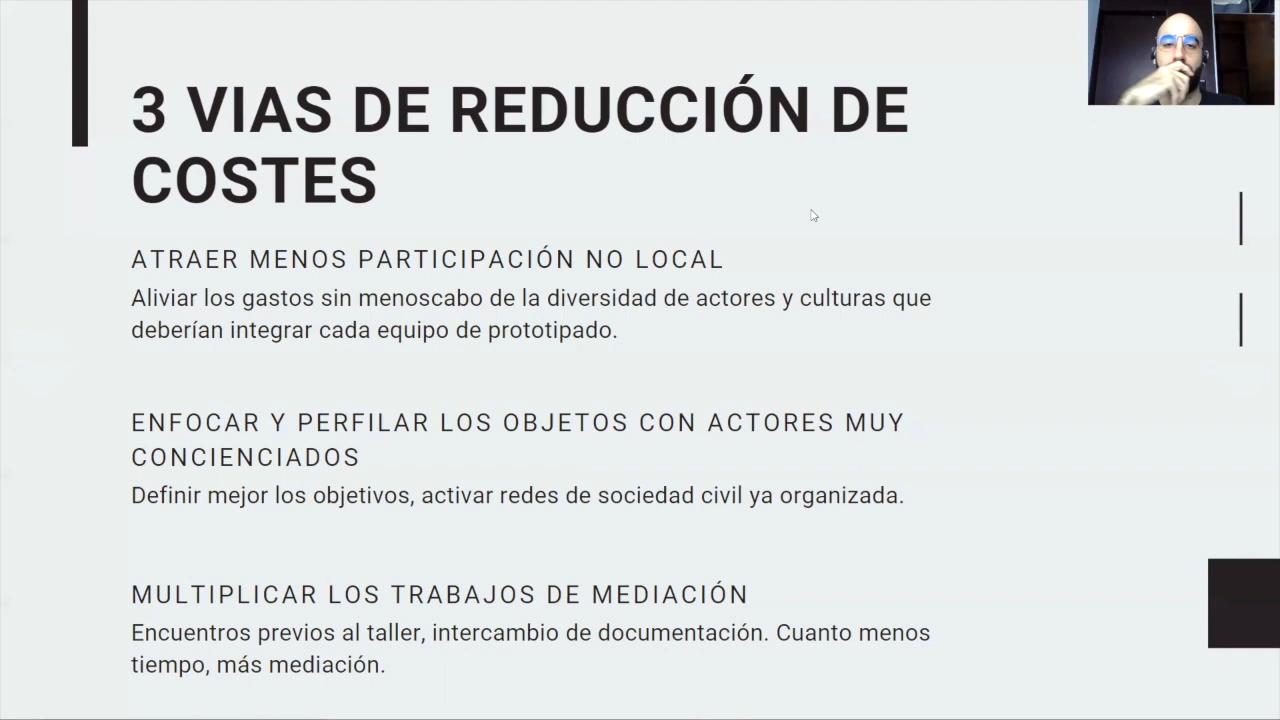 3 VIAS DE REDUCCIÓN DE
COSTES
ATRAER MENOS PARTICIPACIÓN NO LOCAL
Aliviar los gastos sin menoscabo de la diversidad de actores y culturas que
deberían integrar cada equipo de prototipado.
ENFOCAR Y PERFILAR LOS OBJETOS CON ACTORES MUY
CONCIENCIADOS
Definir mejor los objetivos, activar redes de sociedad civil ya organizada.
MULTIPLICAR LOS TRABAJOS DE MEDIACIÓN
Encuentros previos al taller, intercambio de documentación. Cuanto menos
tiempo, más mediación.